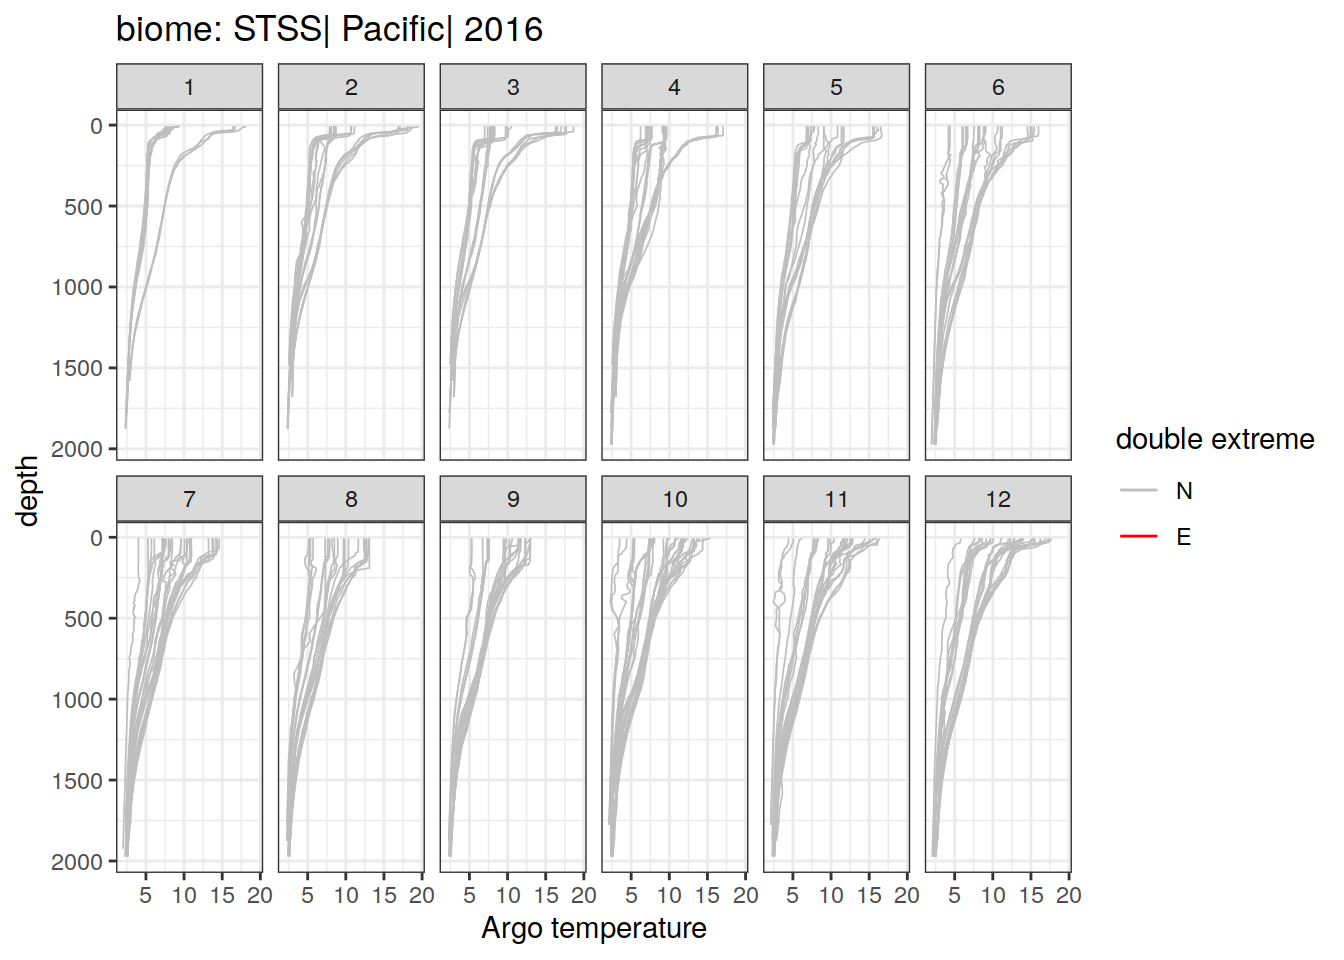 biome: STSS| Pacific| 2016
1 2 3 4 5 6
0
500
1000
1500
2000
7 8 9 10 11 12
0
500
1000
1500
2000
5 10 15 20 5 10 15 20 5 10 15 20 5 10 15 20 5 10 15 20 5 10 15 20
Argo temperature
depth
double extreme
N
E